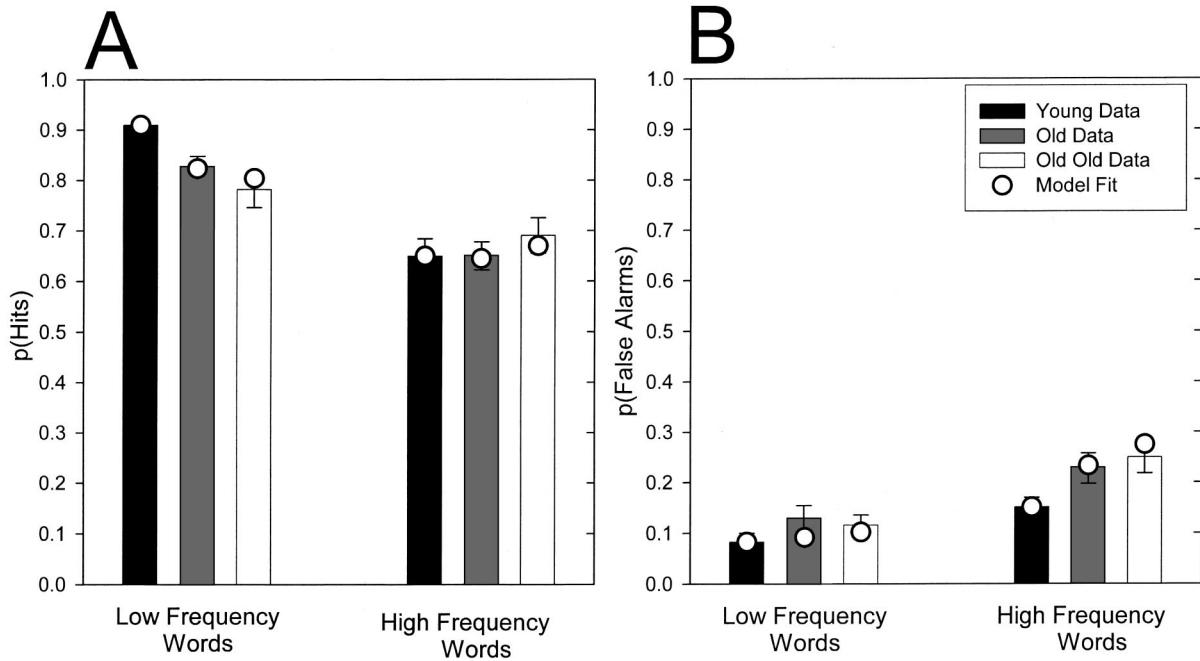 A
p(Hits)
1.0
0.9
0.8
0.7
0.6
0.5
0.4
0.3
0.2
0.1
0.0
Low Frequency
Words
High Frequency
Words
B
p(False Alarms)
1.0
0.9
0.8
0.7
0.6
0.5
0.4
0.3
0.2
0.1
0.0
Young Data
Old Data
Old Old Data
Model Fit
Low Frequency
Words
High Frequency
Words